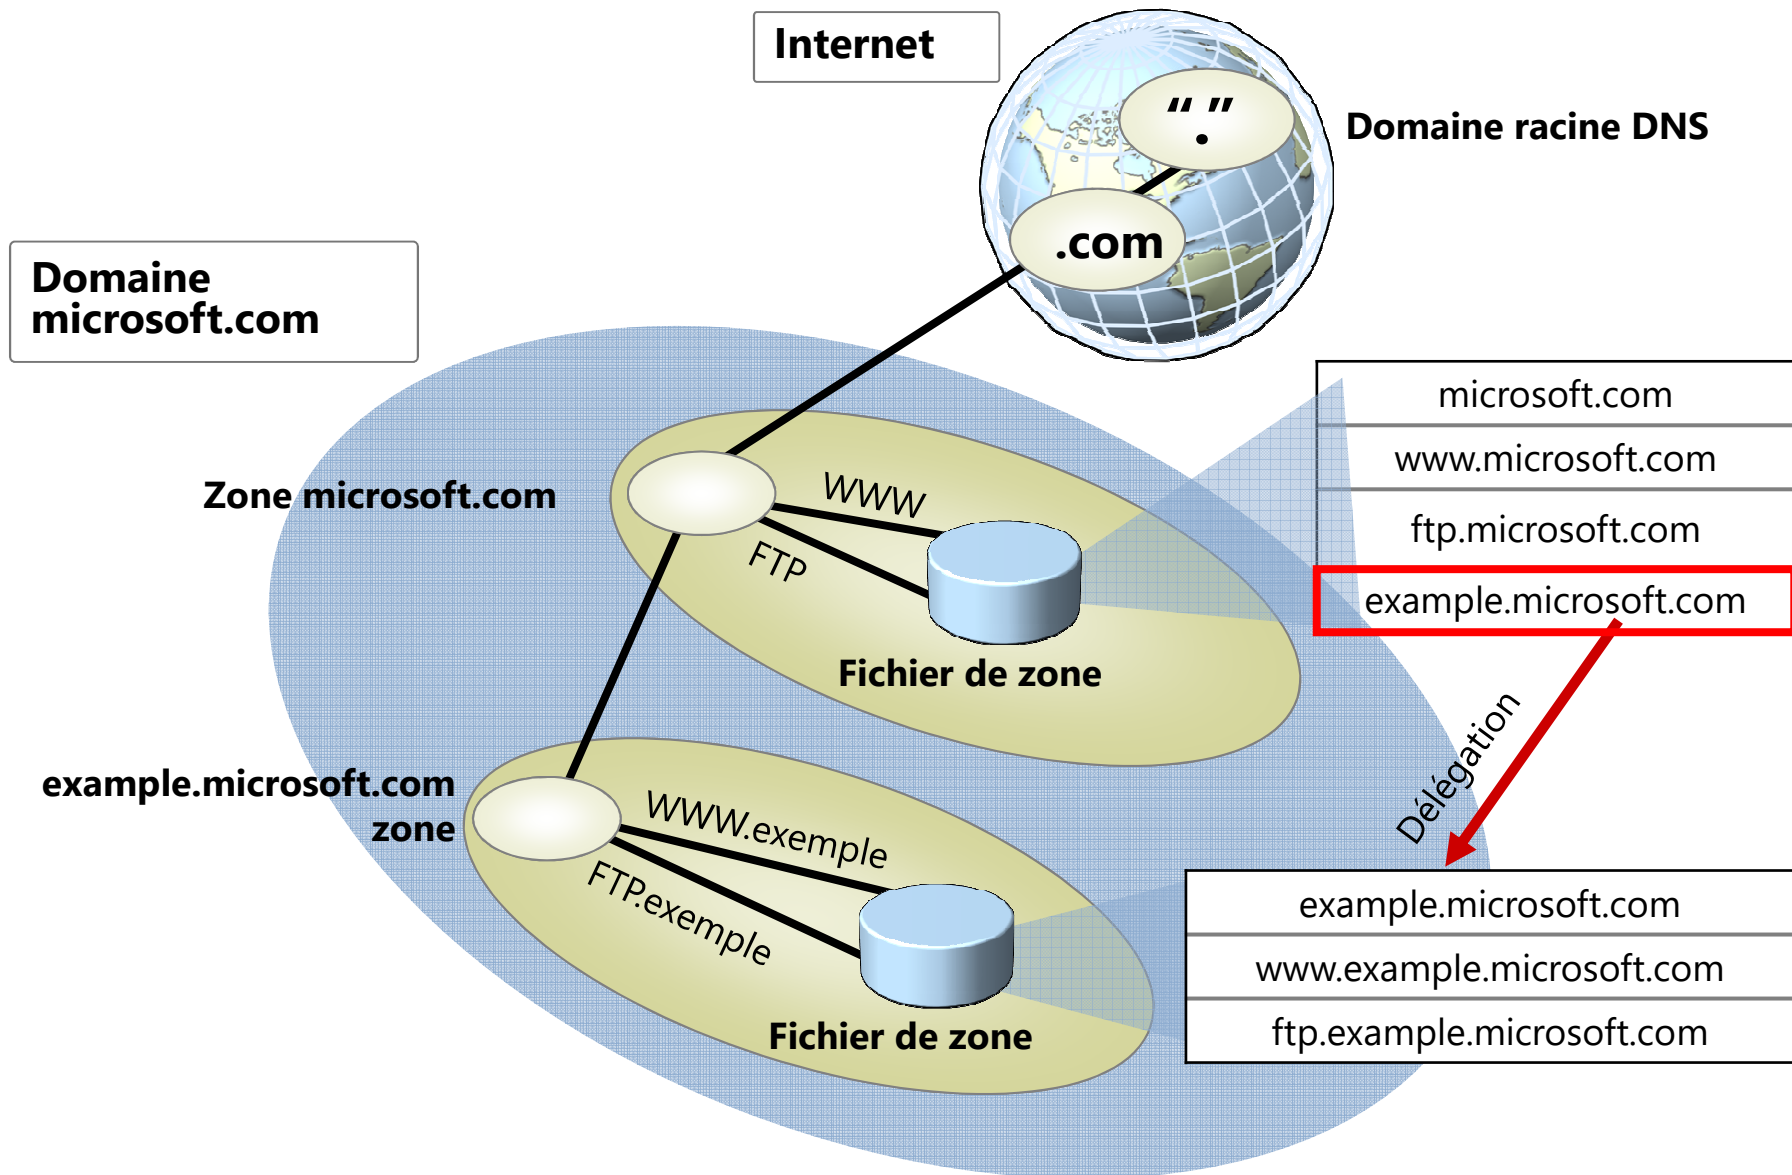 Internet
“.”
Domaine racine DNS
.com
Domaine
microsoft.com
microsoft.com
www.microsoft.com
ftp.microsoft.com
example.microsoft.com
Zone microsoft.com
WWW
FTP
Fichier de zone
Délégation
example.microsoft.com
zone
WWW.exemple
FTP.exemple
Fichier de zone
example.microsoft.com
www.example.microsoft.com
ftp.example.microsoft.com